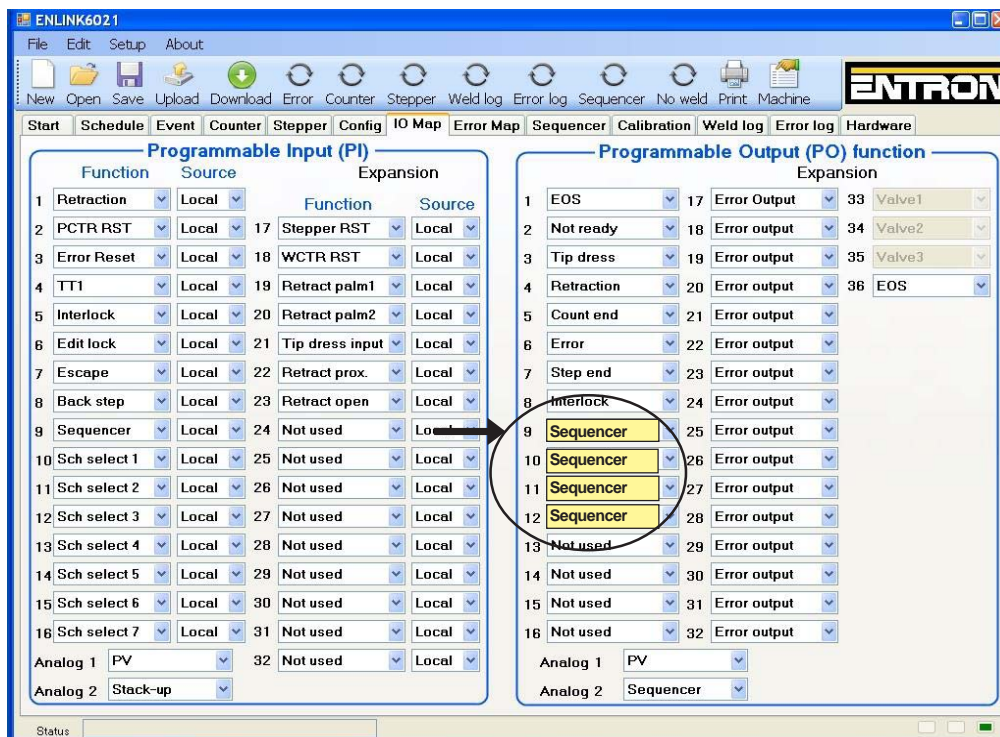 ENLINK6021
File Edit Setup About
New Open Save Upload Download Error Counter Stepper Weld log Error log Sequencer No weld Print Machine
ENTRON
Start Schedule Event Counter Stepper Config IO Map Error Map Sequencer Calibration Weld log Error log Hardware
Programmable Input (PI)
Function Source Expansion
Function Source
1 Retraction Local
2 PCTR RST Local 17 Stepper RST Local
3 Error Reset Local 18 WCTR RST Local
4 TT1 Local 19 Retract palm1 Local
5 Interlock Local 20 Retract palm2 Local
6 Edit lock Local 21 Tip dress input Local
7 Escape Local 22 Retract prox. Local
8 Back step Local 23 Retract open Local
9 Sequencer Local 24 Not used
10 Sch select 1 Local 25 Not used Local
11 Sch select 2 Local 26 Not used Local
12 Sch select 3 Local 27 Not used Local
13 Sch select 4 Local 28 Not used Local
14 Sch select 5 Local 29 Not used Local
15 Sch select 6 Local 30 Not used Local
16 Sch select 7 Local 31 Not used Local
Analog 1 PV 32 Not used Local
Analog 2 Stack-up
Programmable Output (PO) function
Expansion
1 EOS 17 Error Output 33 Valve1
2 Not ready 18 Error output 34 Valve2
3 Tip dress 19 Error output 35 Valve3
4 Retraction 20 Error output 36 EOS
5 Count end 21 Error output
6 Error 22 Error output
7 Step end 23 Error output
8 Interlock 24 Error output
9 Sequencer 25 Error output
10 Sequencer 26 Error output
11 Sequencer 27 Error output
12 Sequencer 28 Error output
13 Not used 29 Error output
14 Not used 30 Error output
15 Not used 31 Error output
16 Not used 32 Error output
Analog 1 PV
Analog 2 Sequencer
Status